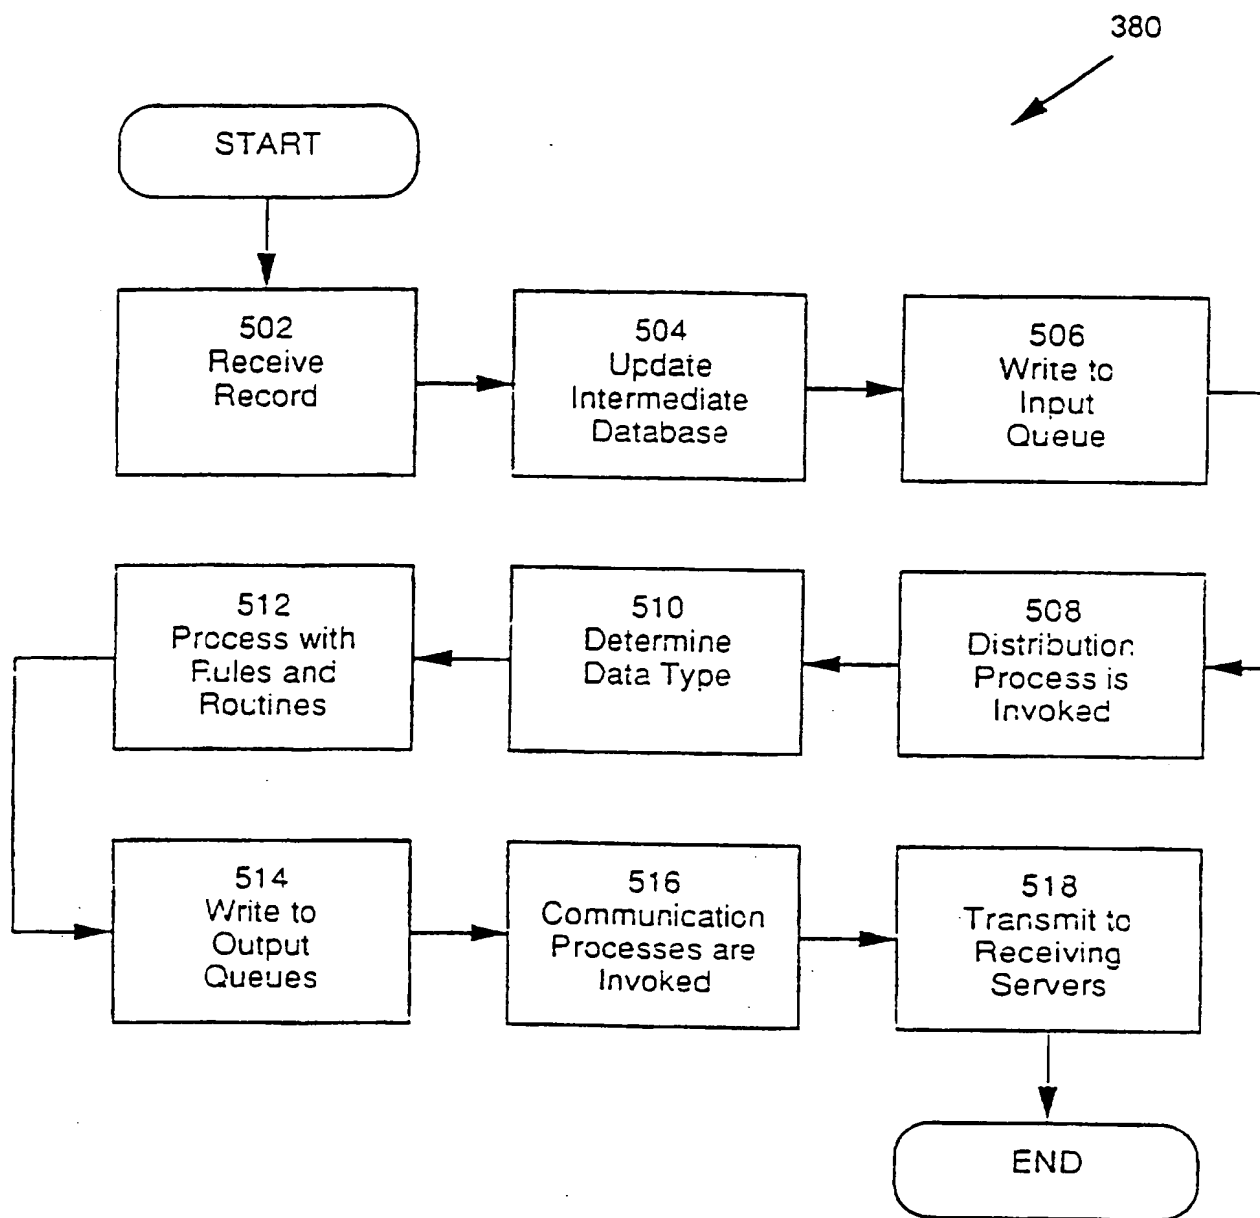 380
START
502
Receive
Record
504
Update
Intermediate
Database
506
Write to
Input
Queue
512
Process with
Rules and
Routines
510
Determine
Data Type
508
Distribution
Process is
Invoked
514
Write to
Output
Queues
516
Communication
Processes are
Invoked
518
Transmit to
Receiving
Servers
END